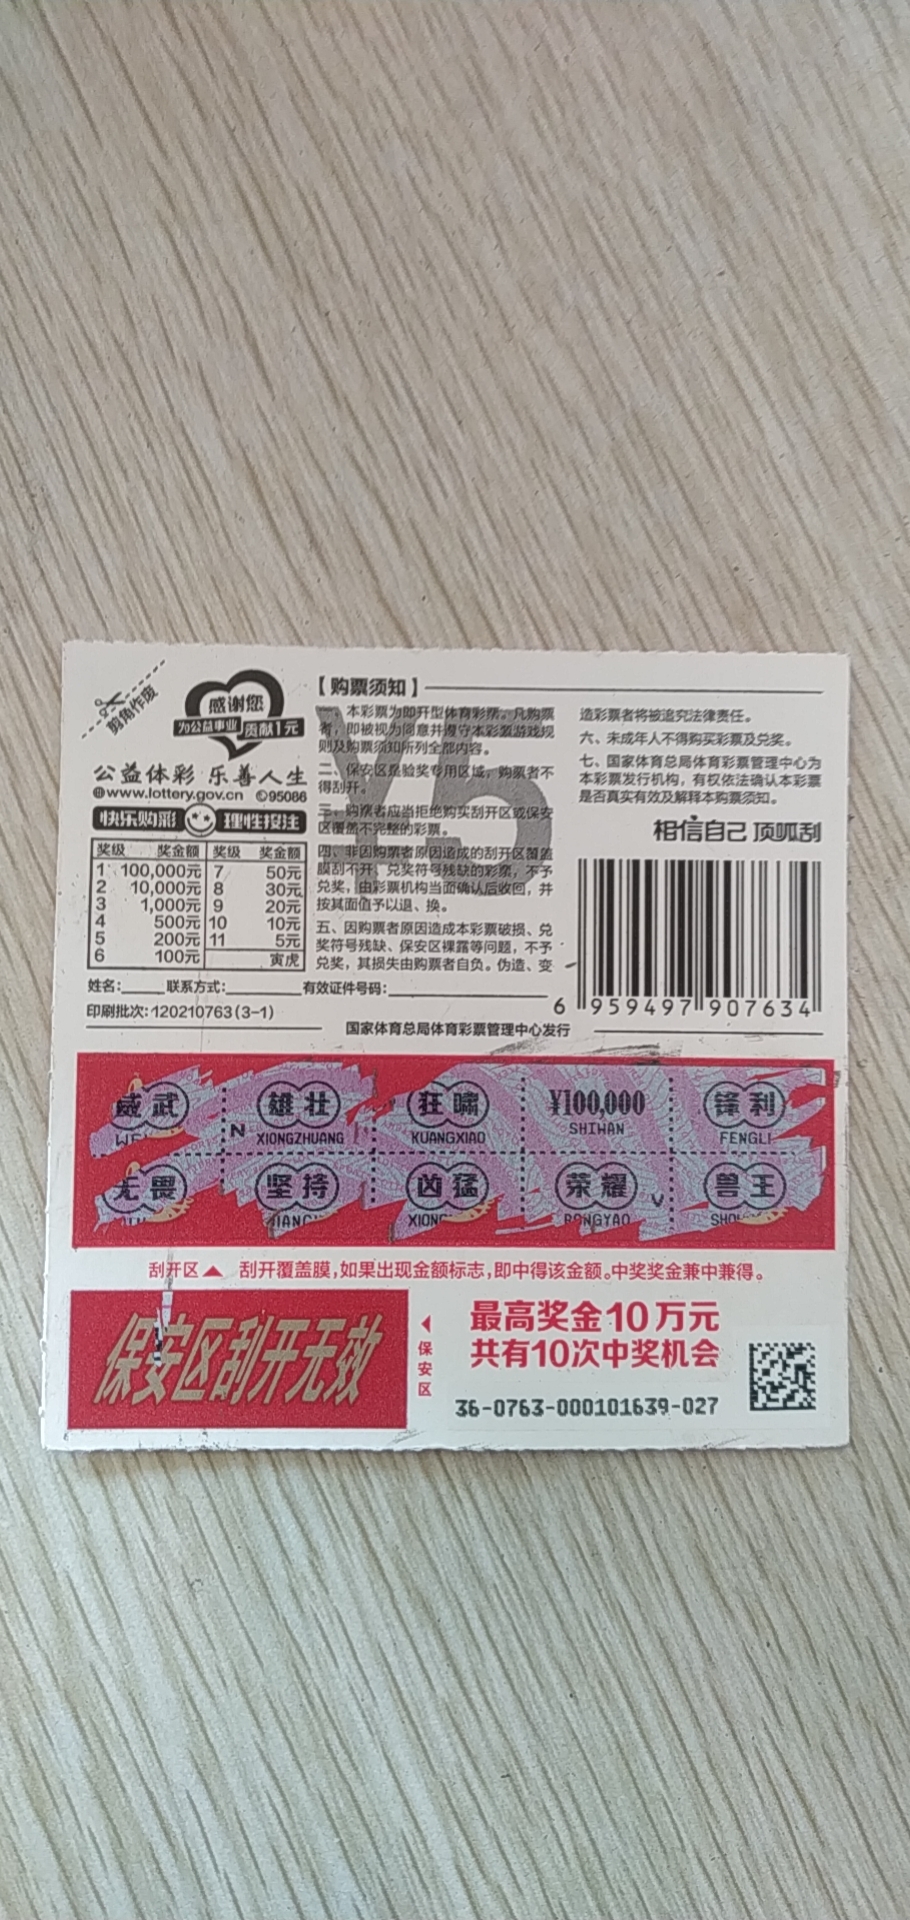 剪角作废
感谢您
为公益事业 贡献1元
公益体彩 乐善人生
www.lottery.gov.cn ©95086
快乐购彩 理性投注
奖级 奖金额 奖级 奖金额
1 100,000元 7 50元
2 10,000元 8 30元
3 1,000元 9 20元
4 500元 10 10元
5 200元 11 5元
6 100元 寅虎
【购票须知】
¥5
一、本彩票为即开型体育彩票。凡购票
者，即被视为同意并遵守本彩票游戏规
则及购票须知所列全部内容。
二、保安区是验奖专用区域，购票者不
得刮开。
三、购票者应当拒绝购买刮开区或保安
区覆盖不完整的彩票。
四、非因购票者原因造成的刮开区覆盖
膜刮不开、兑奖符号残缺的彩票，不予
兑奖，由彩票机构当面确认后收回，并
按其面值予以退、换。
五、因购票者原因造成本彩票破损、兑
奖符号残缺、保安区裸露等问题，不予
兑奖，其损失由购票者自负。伪造、变
造彩票者将被追究法律责任。
六、未成年人不得购买彩票及兑奖。
七、国家体育总局体育彩票管理中心为
本彩票发行机构，有权依法确认本彩票
是否真实有效及解释本购票须知。
相信自己 顶呱刮
6 959497 907634
姓名:_____联系方式:_______有效证件号码:____________
印刷批次:120210763(3-1)
国家体育总局体育彩票管理中心发行
威武 雄壮 狂啸 ¥100,000 锋利
N XIONGZHUANG KUANGXIAO SHIWAN FENGLI
无畏 坚持 凶猛 荣耀 V 兽王
RONGYAO
刮开区▲ 刮开覆盖膜,如果出现金额标志,即中得该金额。中奖奖金兼中兼得。
保安区刮开无效
◀保安区
最高奖金10万元
共有10次中奖机会
36-0763-000101639-027